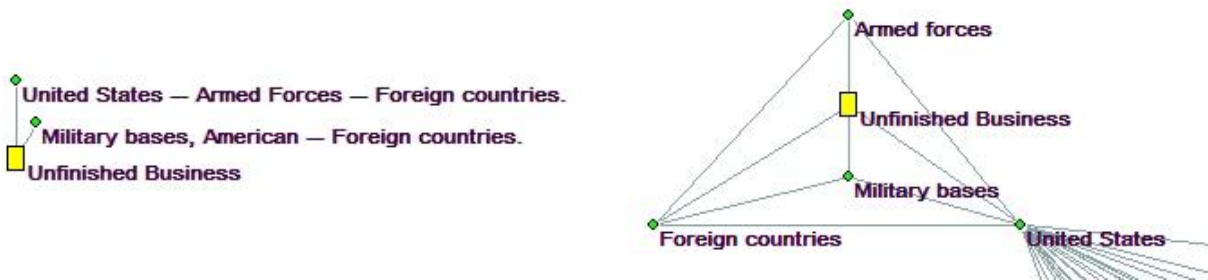 United States — Armed Forces — Foreign countries.
Military bases, American — Foreign countries.
Unfinished Business
Armed forces
Unfinished Business
Military bases
Foreign countries
United States